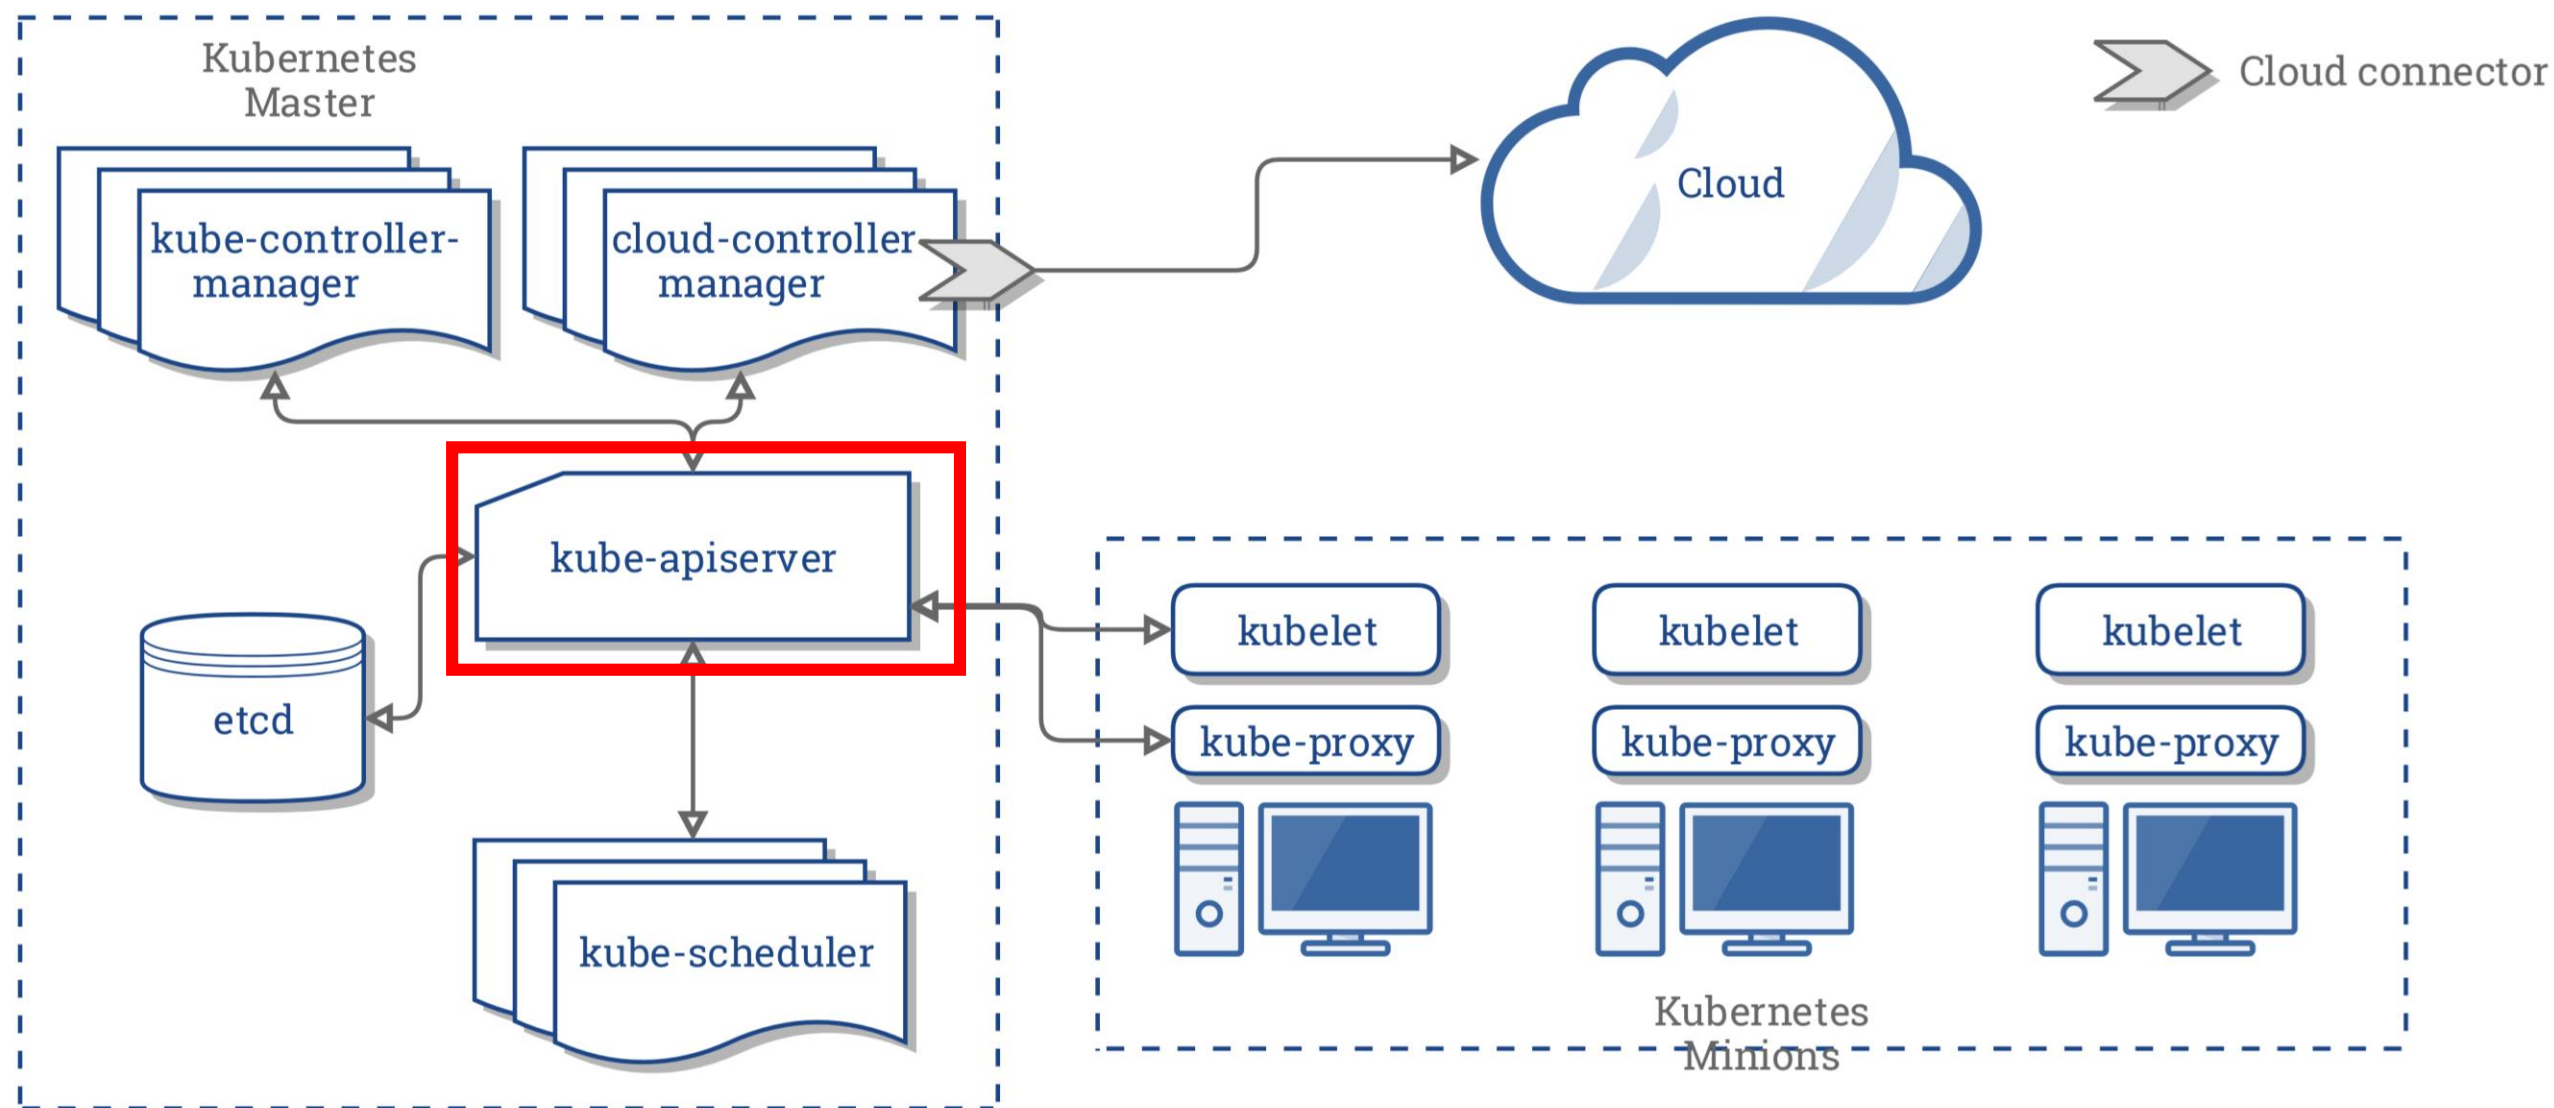 Kubernetes
Master
kube-controller-
manager
cloud-controller
manager
Cloud
Cloud connector
kube-apiserver
etcd
kube-scheduler
kubelet
kubelet
kubelet
kube-proxy
kube-proxy
kube-proxy
Kubernetes
Minions